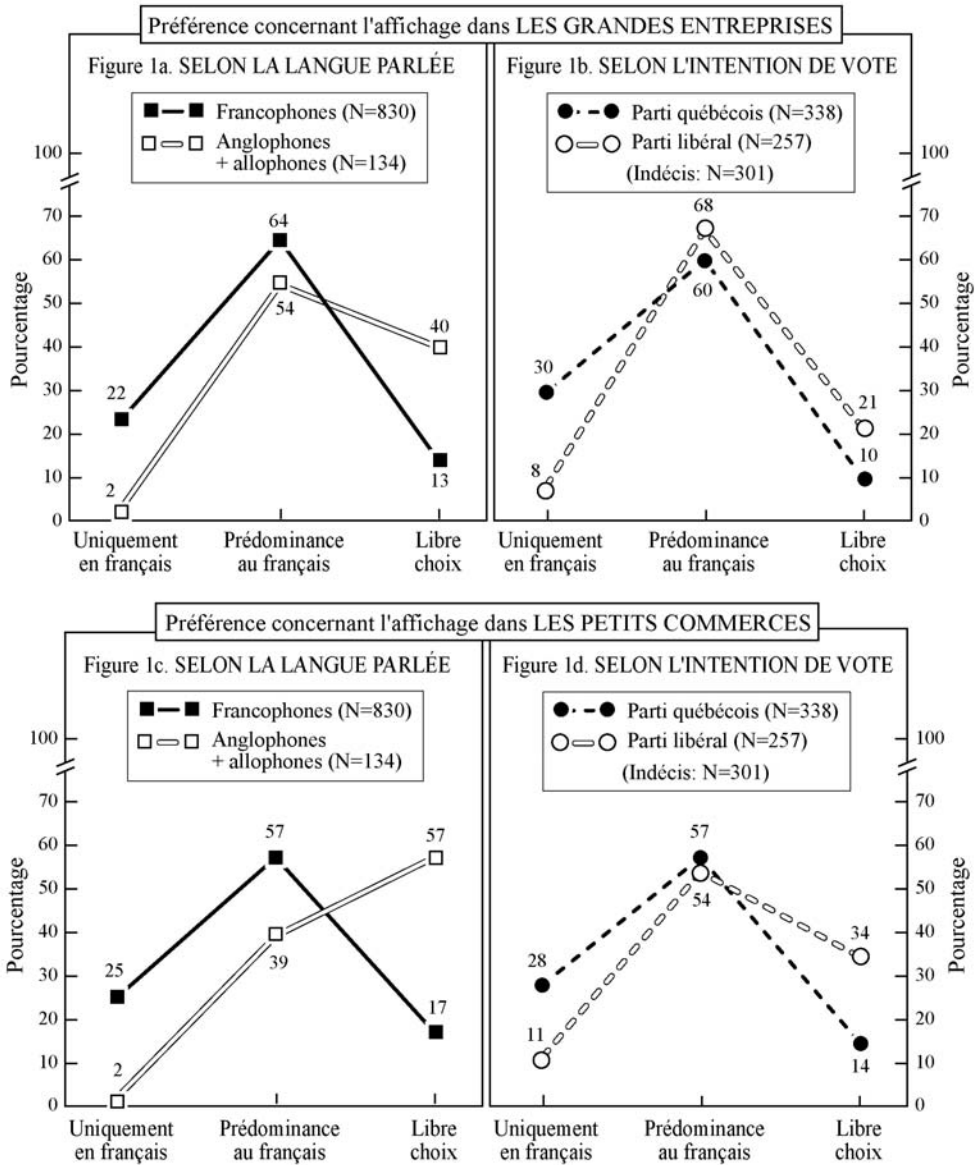 Préférence concernant l'affichage dans LES GRANDES ENTREPRISES
Figure 1a. SELON LA LANGUE PARLÉE
Francophones (N=830)
Anglophones
+ allophones (N=134)
100
70
60
50
40
30
20
10
0
Pourcentage
22
64
13
2
54
40
Uniquement
en français
Prédominance
au français
Libre
choix
Figure 1b. SELON L'INTENTION DE VOTE
Parti québécois (N=338)
Parti libéral (N=257)
(Indécis: N=301)
100
70
60
50
40
30
20
10
0
Pourcentage
30
60
10
8
68
21
Uniquement
en français
Prédominance
au français
Libre
choix
Préférence concernant l'affichage dans LES PETITS COMMERCES
Figure 1c. SELON LA LANGUE PARLÉE
Francophones (N=830)
Anglophones
+ allophones (N=134)
100
70
60
50
40
30
20
10
0
Pourcentage
25
57
17
2
39
57
Uniquement
en français
Prédominance
au français
Libre
choix
Figure 1d. SELON L'INTENTION DE VOTE
Parti québécois (N=338)
Parti libéral (N=257)
(Indécis: N=301)
100
70
60
50
40
30
20
10
0
Pourcentage
28
57
14
11
54
34
Uniquement
en français
Prédominance
au français
Libre
choix